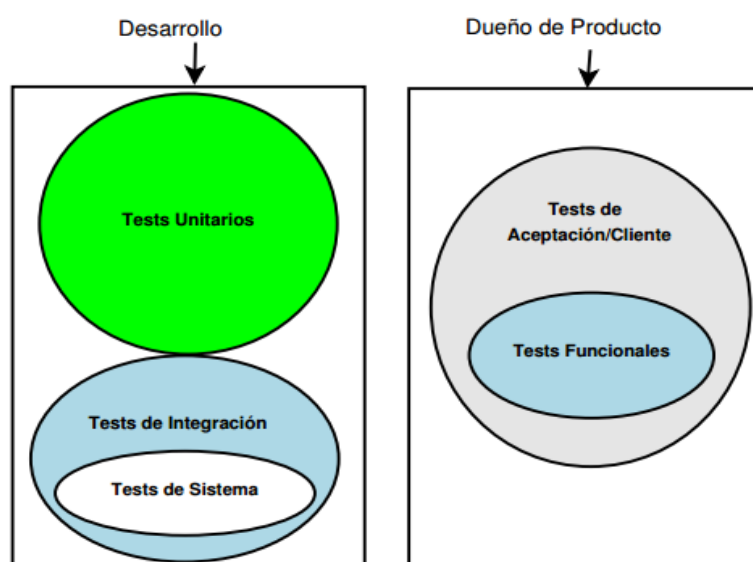 Desarrollo
Dueño de Producto
Tests Unitarios
Tests de
Aceptación/Cliente
Tests Funcionales
Tests de Integración
Tests de Sistema